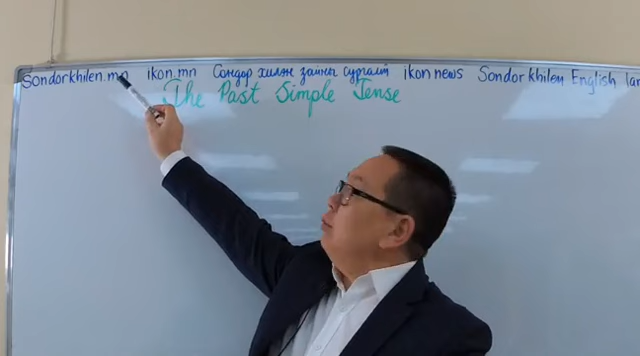 Sondorkhilen.mn ikon.mn Сондор хилэн зайны сургалт ikon news Sondor khilen English
The Past Simple Tense